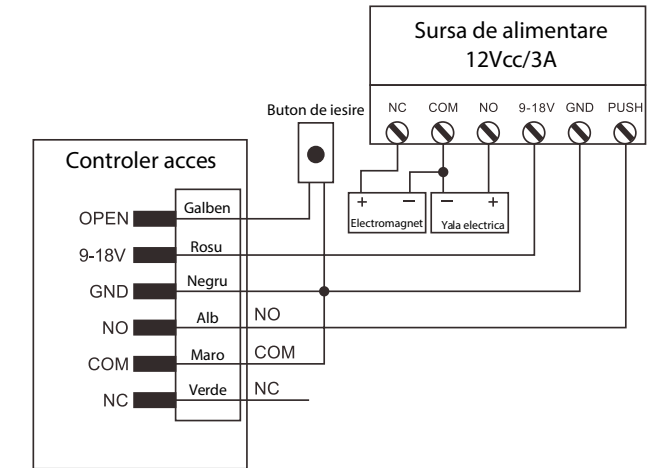 Sursa de alimentare
12Vcc/3A
NC COM NO 9-18V GND PUSH
Buton de iesire
Controler acces
+ − − +
Electromagnet Yala electrica
OPEN Galben
9-18V Rosu
GND Negru
NO Alb NO
COM Maro COM
NC Verde NC